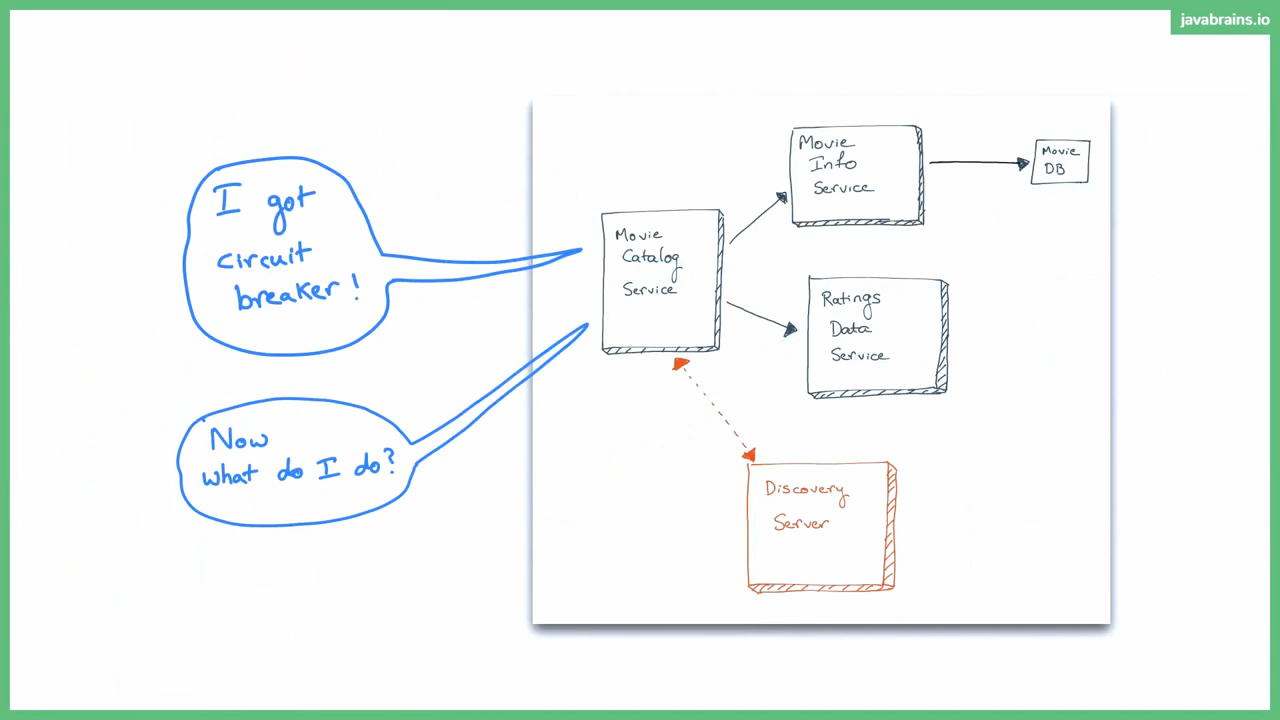 javabrains.io
I got
circuit
breaker!
Now
what do I do?
Movie
Catalog
Service
Movie
Info
Service
Movie
DB
Ratings
Data
Service
Discovery
Server